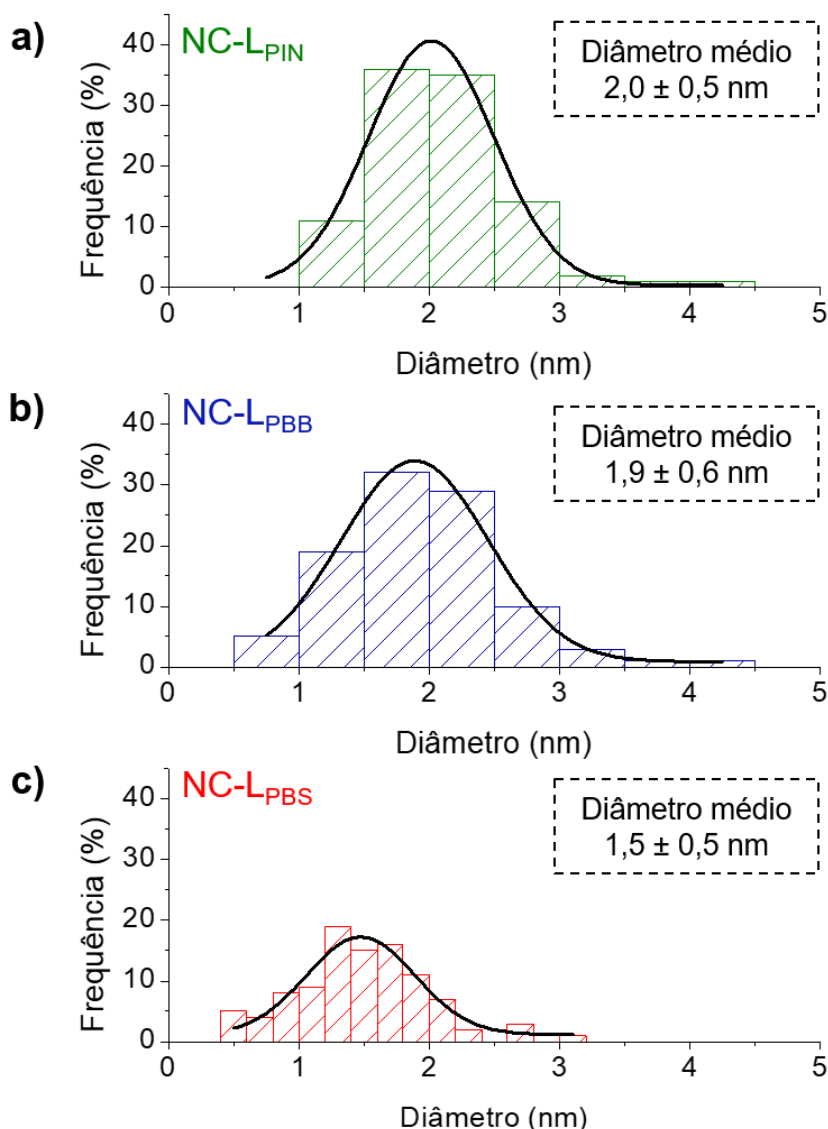 a)
NC-LPIN
Diâmetro médio
2,0 ± 0,5 nm
Frequência (%)
40
30
20
10
0
0 1 2 3 4 5
Diâmetro (nm)
b)
NC-LPBB
Diâmetro médio
1,9 ± 0,6 nm
Frequência (%)
40
30
20
10
0
0 1 2 3 4 5
Diâmetro (nm)
c)
NC-LPBS
Diâmetro médio
1,5 ± 0,5 nm
Frequência (%)
40
30
20
10
0
0 1 2 3 4 5
Diâmetro (nm)